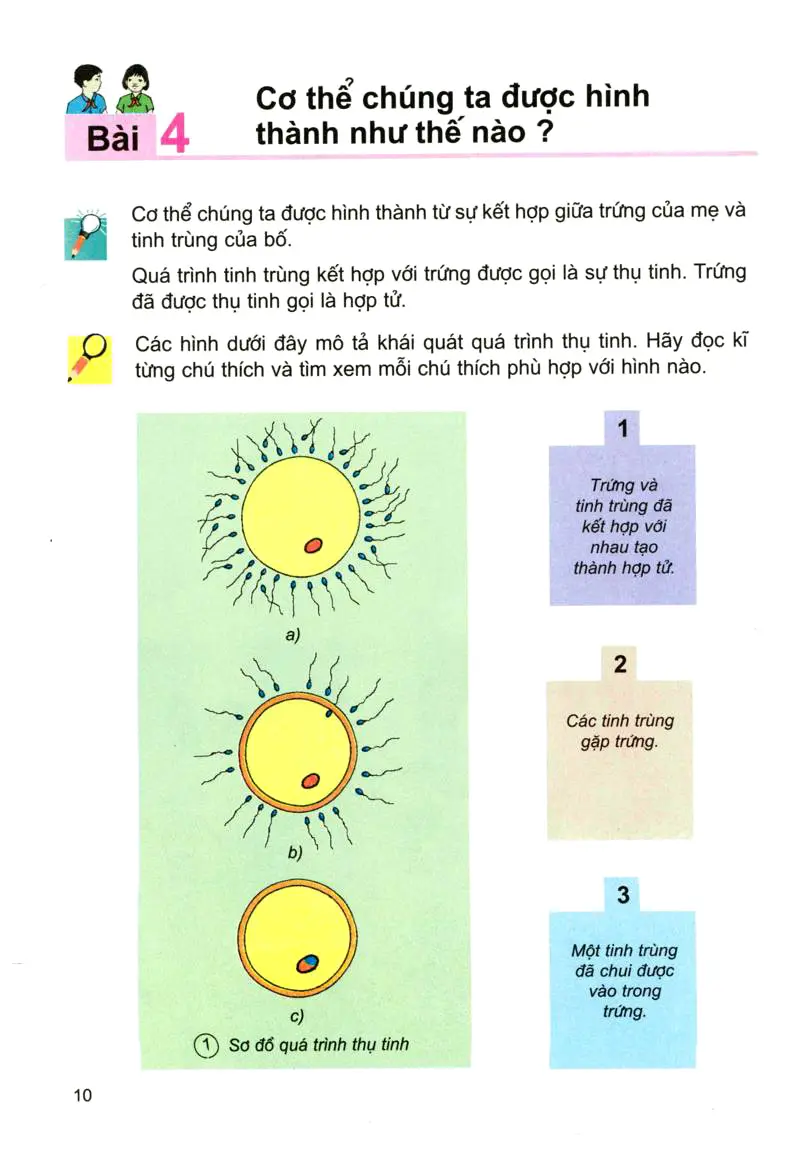 Bài 4
Cơ thể chúng ta được hình
thành như thế nào ?
Cơ thể chúng ta được hình thành từ sự kết hợp giữa trứng của mẹ và
tinh trùng của bố.
Quá trình tinh trùng kết hợp với trứng được gọi là sự thụ tinh. Trứng
đã được thụ tinh gọi là hợp tử.
Các hình dưới đây mô tả khái quát quá trình thụ tinh. Hãy đọc kĩ
từng chú thích và tìm xem mỗi chú thích phù hợp với hình nào.
a)
b)
c)
1 Sơ đồ quá trình thụ tinh
1
Trứng và
tinh trùng đã
kết hợp với
nhau tạo
thành hợp tử.
2
Các tinh trùng
gặp trứng.
3
Một tinh trùng
đã chui được
vào trong
trứng.
10